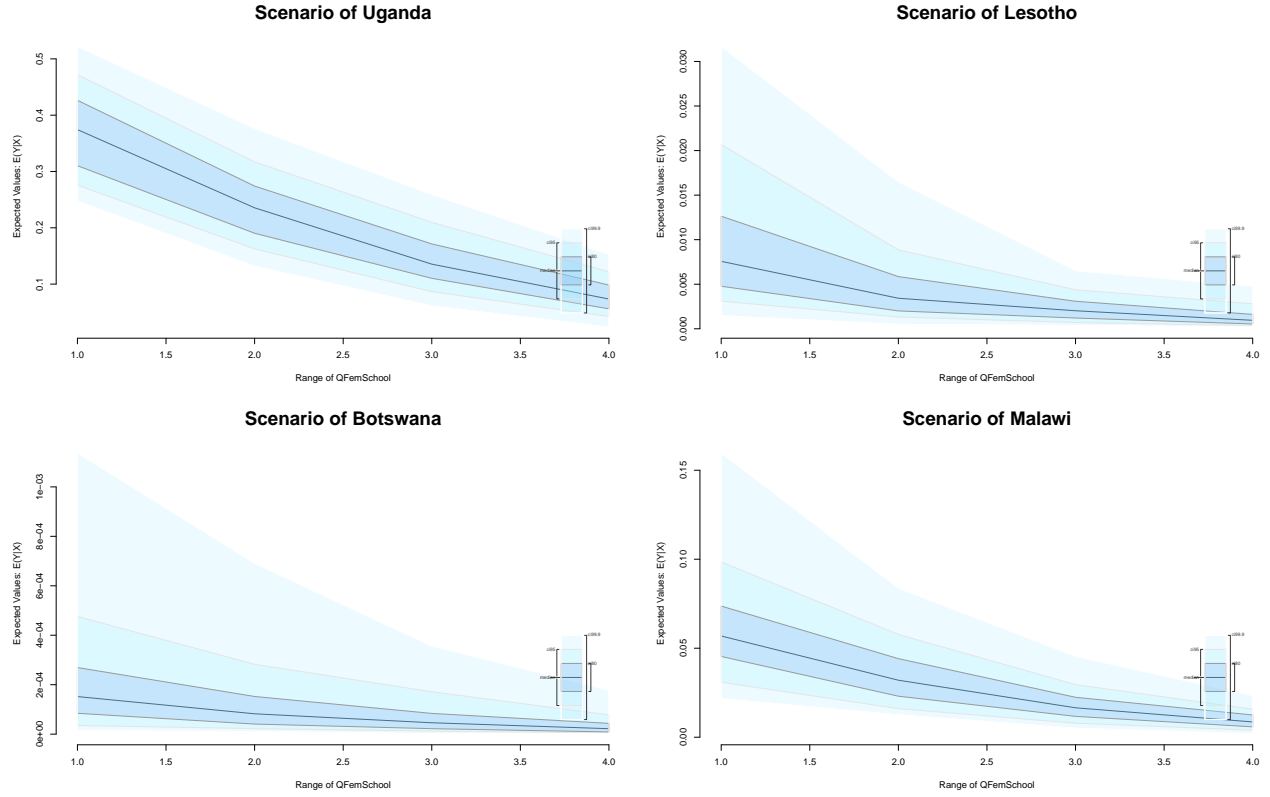 Scenario of Uganda
Expected Values: E(Y|X)
0.5
0.4
0.3
0.2
0.1
median
1.0 1.5 2.0 2.5 3.0 3.5 4.0
Range of QFemSchool
Scenario of Lesotho
Expected Values: E(Y|X)
0.030
0.025
0.020
0.015
0.010
0.005
0.000
median
1.0 1.5 2.0 2.5 3.0 3.5 4.0
Range of QFemSchool
Scenario of Botswana
Expected Values: E(Y|X)
1e−03
8e−04
6e−04
4e−04
2e−04
0e+00
median
1.0 1.5 2.0 2.5 3.0 3.5 4.0
Range of QFemSchool
Scenario of Malawi
Expected Values: E(Y|X)
0.15
0.10
0.05
0.00
median
1.0 1.5 2.0 2.5 3.0 3.5 4.0
Range of QFemSchool